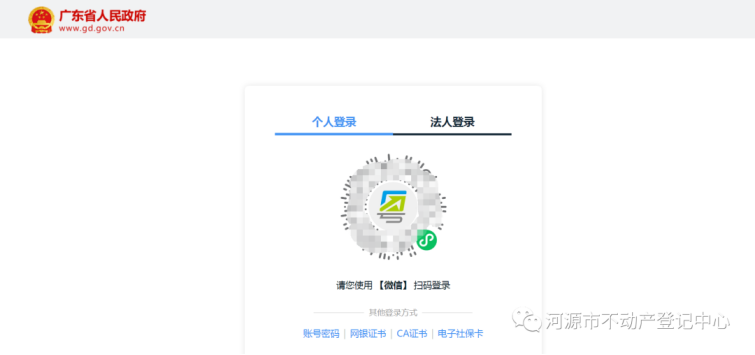 广东省人民政府
www.gd.gov.cn
个人登录 法人登录
请您使用【微信】扫码登录
其他登录方式
账号密码 | 网银证书 | CA证书 | 电子社保卡
河源市不动产登记中心